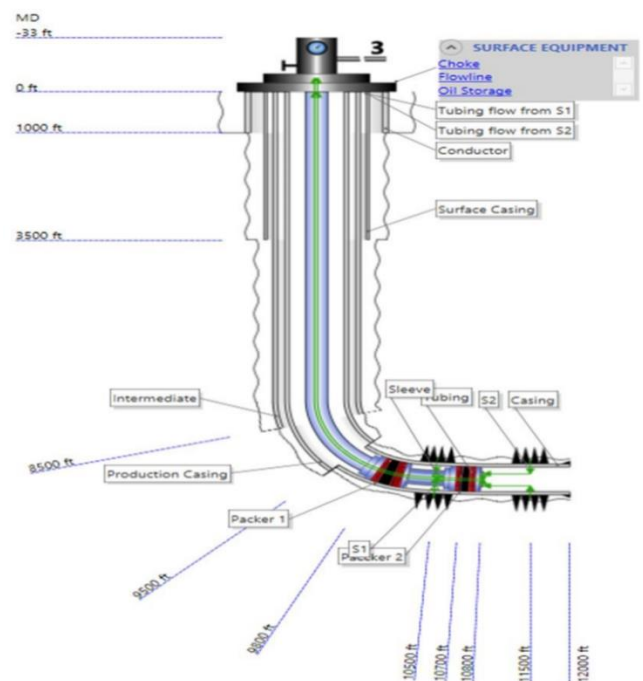 MD
-33 ft
3
SURFACE EQUIPMENT
Choke
Flowline
Oil Storage
0 ft
Tubing flow from S1
Tubing flow from S2
1000 ft
Conductor
Surface Casing
3500 ft
Sleeve
Tubing
S2
Casing
Intermediate
8500 ft
Production Casing
Packer 1
S1
Packer 2
9500 ft
9800 ft
10500 ft
10700 ft
10800 ft
11500 ft
12000 ft